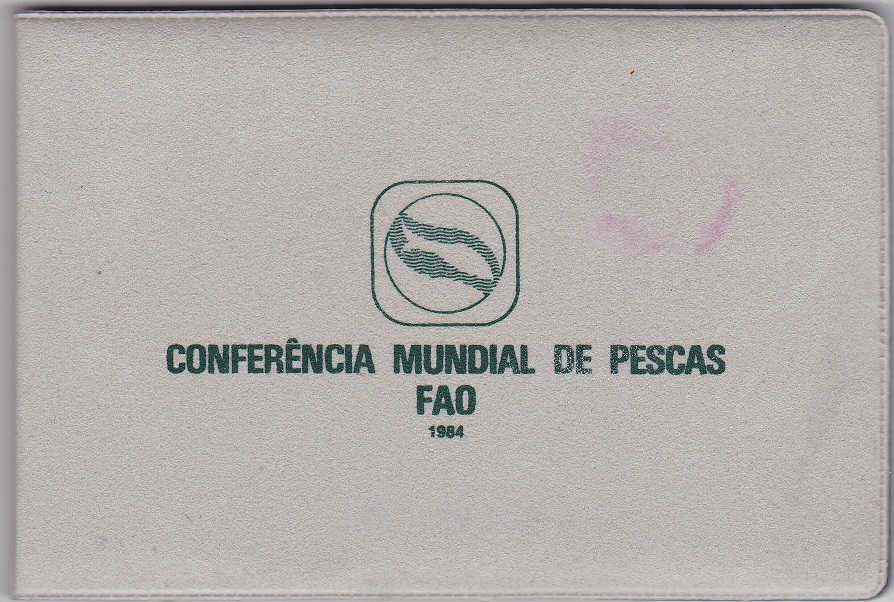 CONFERÊNCIA MUNDIAL DE PESCAS
FAO
1984